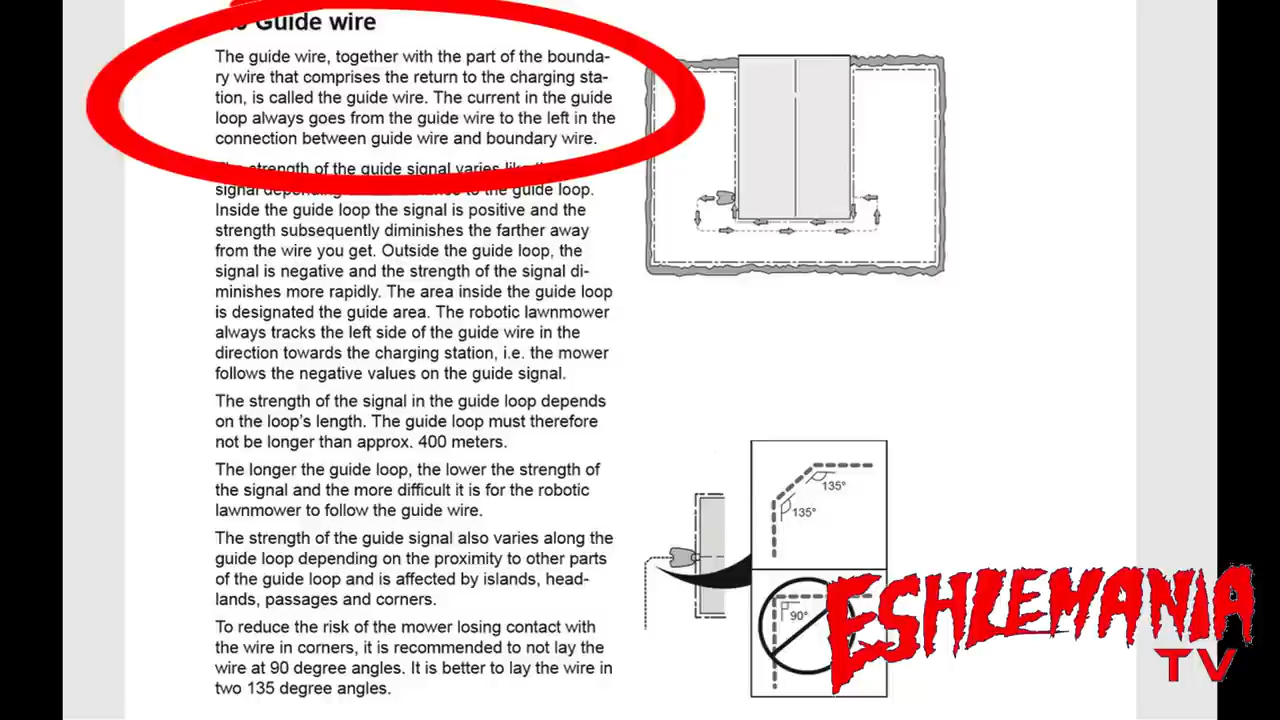 Guide wire
The guide wire, together with the part of the bounda-
ry wire that comprises the return to the charging sta-
tion, is called the guide wire. The current in the guide
loop always goes from the guide wire to the left in the
connection between guide wire and boundary wire.
strength of the guide signal varies
signal to the guide loop.
Inside the guide loop the signal is positive and the
strength subsequently diminishes the farther away
from the wire you get. Outside the guide loop, the
signal is negative and the strength of the signal di-
minishes more rapidly. The area inside the guide loop
is designated the guide area. The robotic lawnmower
always tracks the left side of the guide wire in the
direction towards the charging station, i.e. the mower
follows the negative values on the guide signal.
The strength of the signal in the guide loop depends
on the loop's length. The guide loop must therefore
not be longer than approx. 400 meters.
The longer the guide loop, the lower the strength of
the signal and the more difficult it is for the robotic
lawnmower to follow the guide wire.
The strength of the guide signal also varies along the
guide loop depending on the proximity to other parts
of the guide loop and is affected by islands, head-
lands, passages and corners.
To reduce the risk of the mower losing contact with
the wire in corners, it is recommended to not lay the
wire at 90 degree angles. It is better to lay the wire in
two 135 degree angles.
135°
135°
90°
ESHLEMANIA
TV